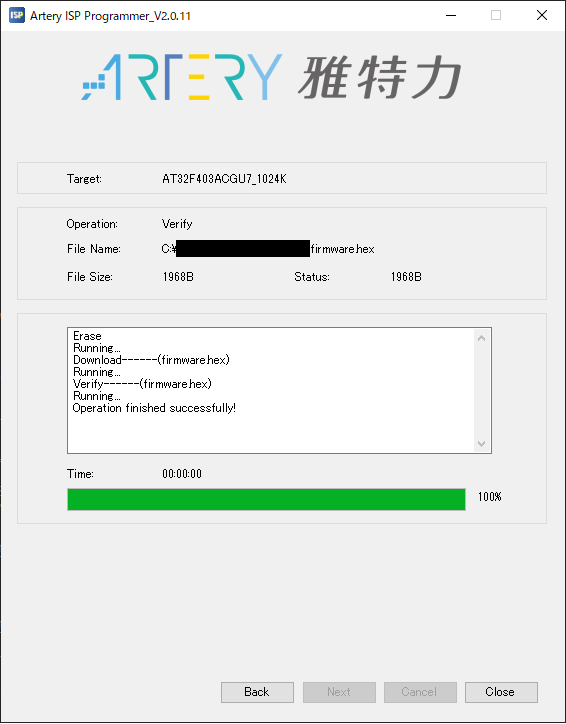 ISP Artery ISP Programmer_V2.0.11
ARTERY 雅特力
Target: AT32F403ACGU7_1024K
Operation: Verify
File Name: C:\ firmware.hex
File Size: 1968B Status: 1968B
Erase
Running...
Download------(firmware.hex)
Running...
Verify------(firmware.hex)
Running...
Operation finished successfully!
Time: 00:00:00
100%
Back Next Cancel Close